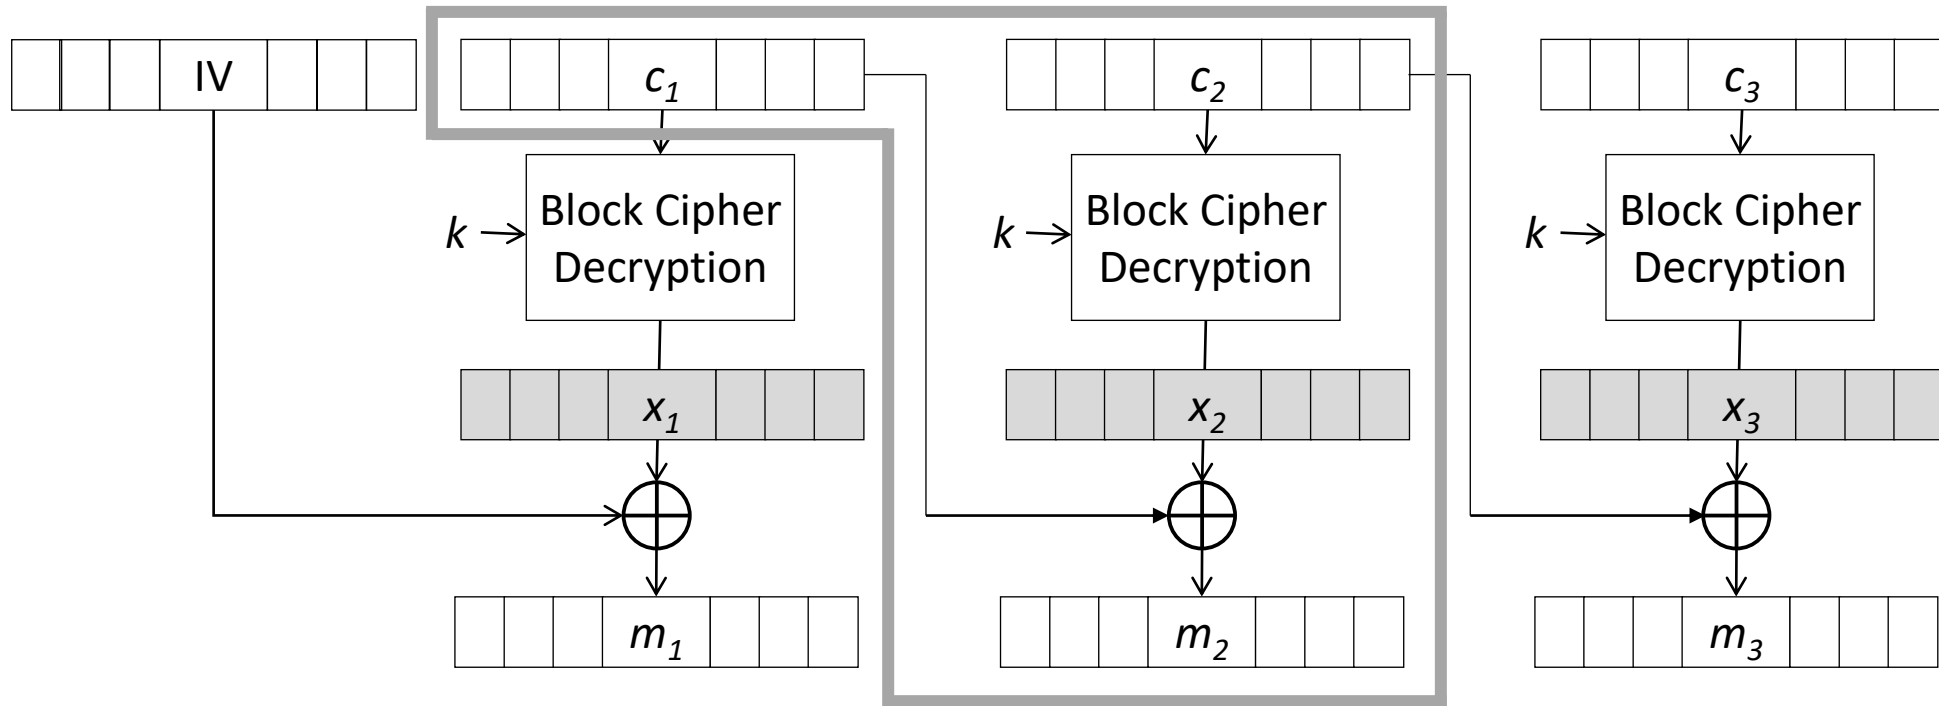 IV
c1
c2
c3
k
Block Cipher
Decryption
k
Block Cipher
Decryption
k
Block Cipher
Decryption
x1
x2
x3
m1
m2
m3